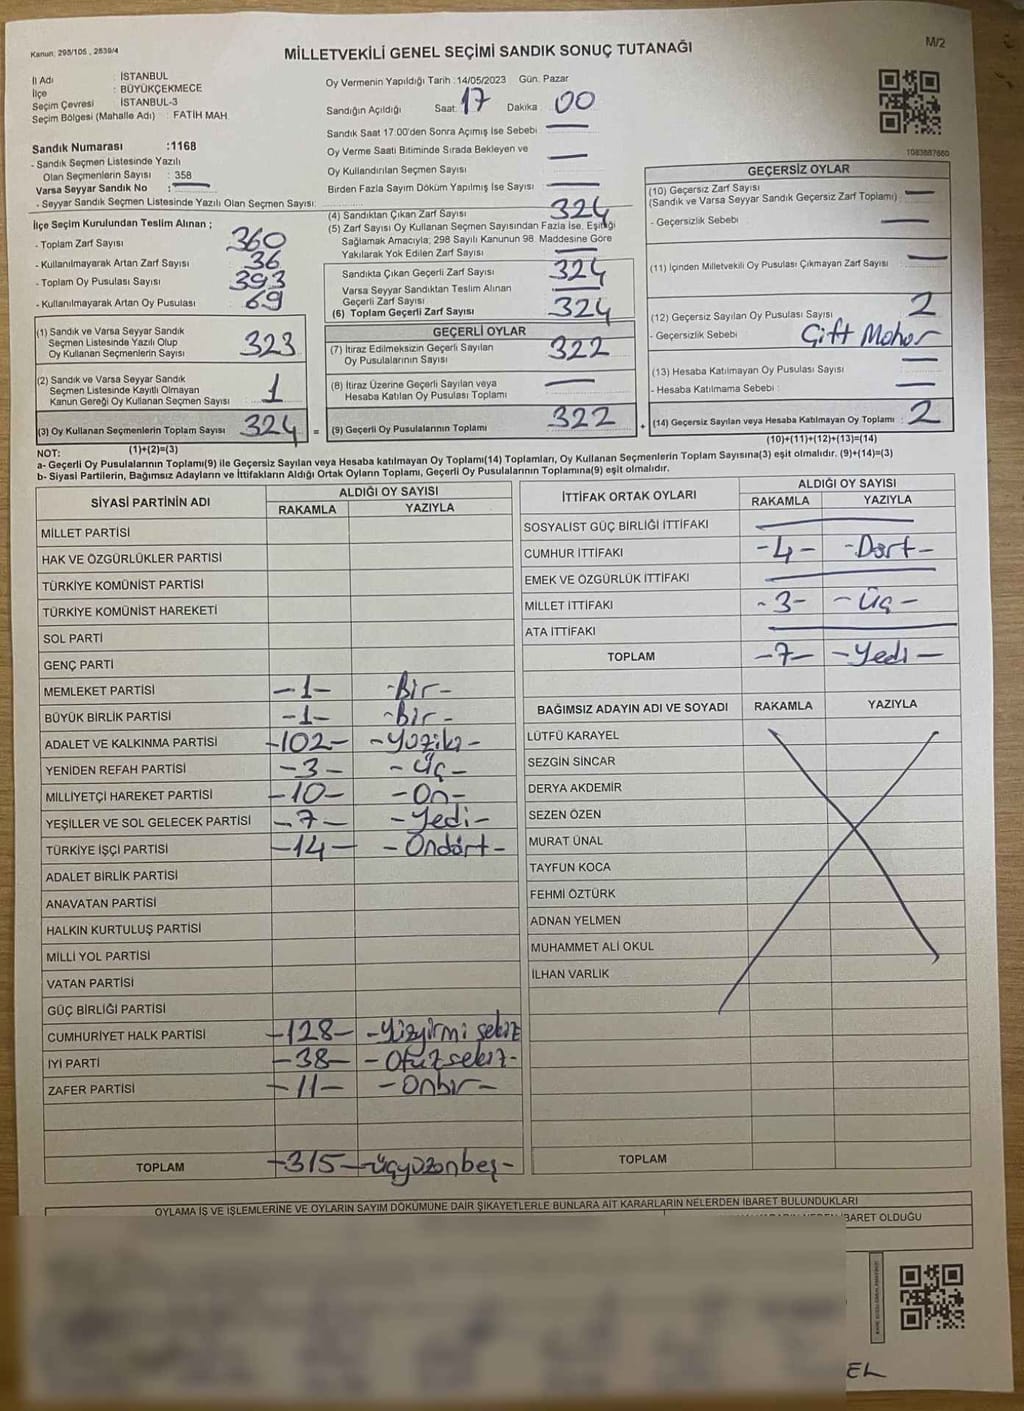 Kanun: 298/105 , 2839/4
M/2
MİLLETVEKİLİ GENEL SEÇİMİ SANDIK SONUÇ TUTANAĞI
İl Adı : İSTANBUL
İlçe : BÜYÜKÇEKMECE
Seçim Çevresi İSTANBUL-3
Seçim Bölgesi (Mahalle Adı) : FATİH MAH
Sandık Numarası :1168
- Sandık Seçmen Listesinde Yazılı
Olan Seçmenlerin Sayısı : 358
Varsa Seyyar Sandık No : —
- Seyyar Sandık Seçmen Listesinde Yazılı Olan Seçmen Sayısı:
Oy Vermenin Yapıldığı Tarih :14/05/2023 Gün: Pazar
Sandığın Açıldığı Saat: 17 Dakika : 00
Sandık Saat 17:00'den Sonra Açımış İse Sebebi —
Oy Verme Saati Bitiminde Sırada Bekleyen ve
Oy Kullandırılan Seçmen Sayısı —
Birden Fazla Sayım Döküm Yapılmış İse Sayısı —
1083887660
İlçe Seçim Kurulundan Teslim Alınan ;
- Toplam Zarf Sayısı 360
- Kullanılmayarak Artan Zarf Sayısı 36
- Toplam Oy Pusulası Sayısı 393
- Kullanılmayarak Artan Oy Pusulası 69
(1) Sandık ve Varsa Seyyar Sandık
Seçmen Listesinde Yazılı Olup
Oy Kullanan Seçmenlerin Sayısı 323
(2) Sandık ve Varsa Seyyar Sandık
Seçmen Listesinde Kayıtlı Olmayan
Kanun Gereği Oy Kullanan Seçmen Sayısı 1
(3) Oy Kullanan Seçmenlerin Toplam Sayısı 324 =
(1)+(2)=(3)
(4) Sandıktan Çıkan Zarf Sayısı 324
(5) Zarf Sayısı Oy Kullanan Seçmen Sayısından Fazla İse, Eşitliği
Sağlamak Amacıyla; 298 Sayılı Kanunun 98. Maddesine Göre
Yakılarak Yok Edilen Zarf Sayısı —
Sandıkta Çıkan Geçerli Zarf Sayısı 324
Varsa Seyyar Sandıktan Teslim Alınan
Geçerli Zarf Sayısı —
(6) Toplam Geçerli Zarf Sayısı 324
GEÇERLİ OYLAR
(7) İtiraz Edilmeksizin Geçerli Sayılan
Oy Pusulalarının Sayısı 322
(8) İtiraz Üzerine Geçerli Sayılan veya
Hesaba Katılan Oy Pusulası Toplamı —
(9) Geçerli Oy Pusulalarının Toplamı 322 +
GEÇERSİZ OYLAR
(10) Geçersiz Zarf Sayısı
(Sandık ve Varsa Seyyar Sandık Geçersiz Zarf Toplamı) —
- Geçersizlik Sebebi —
(11) İçinden Milletvekili Oy Pusulası Çıkmayan Zarf Sayısı —
(12) Geçersiz Sayılan Oy Pusulası Sayısı 2
- Geçersizlik Sebebi : Çift Mühür
(13) Hesaba Katılmayan Oy Pusulası Sayısı —
- Hesaba Katılmama Sebebi : —
(14) Geçersiz Sayılan veya Hesaba Katılmayan Oy Toplamı : 2
(10)+(11)+(12)+(13)=(14)
NOT:
a- Geçerli Oy Pusulalarının Toplamı(9) ile Geçersiz Sayılan veya Hesaba katılmayan Oy Toplamı(14) Toplamları, Oy Kullanan Seçmenlerin Toplam Sayısına(3) eşit olmalıdır. (9)+(14)=(3)
b- Siyasi Partilerin, Bağımsız Adayların ve İttifakların Aldığı Ortak Oyların Toplamı, Geçerli Oy Pusulalarının Toplamına(9) eşit olmalıdır.
SİYASİ PARTİNİN ADI ALDIĞI OY SAYISI
RAKAMLA YAZIYLA
MİLLET PARTİSİ
HAK VE ÖZGÜRLÜKLER PARTİSİ
TÜRKİYE KOMÜNİST PARTİSİ
TÜRKİYE KOMÜNİST HAREKETİ
SOL PARTİ
GENÇ PARTİ
MEMLEKET PARTİSİ -1- -Bir-
BÜYÜK BİRLİK PARTİSİ -1- -Bir-
ADALET VE KALKINMA PARTİSİ -102- -Yüziki-
YENİDEN REFAH PARTİSİ -3- -Üç-
MİLLİYETÇİ HAREKET PARTİSİ -10- -On-
YEŞİLLER VE SOL GELECEK PARTİSİ -7- -Yedi-
TÜRKİYE İŞÇİ PARTİSİ -14- -Ondört-
ADALET BİRLİK PARTİSİ
ANAVATAN PARTİSİ
HALKIN KURTULUŞ PARTİSİ
MİLLİ YOL PARTİSİ
VATAN PARTİSİ
GÜÇ BİRLİĞİ PARTİSİ
CUMHURİYET HALK PARTİSİ -128- -Yüzyirmi sekiz
İYİ PARTİ -38- -Otuzsekiz-
ZAFER PARTİSİ -11- -Onbir-
TOPLAM -315- -üçyüzonbeş-
İTTİFAK ORTAK OYLARI ALDIĞI OY SAYISI
RAKAMLA YAZIYLA
SOSYALIST GÜÇ BİRLİĞİ İTTİFAKI —
CUMHUR İTTİFAKI -4- -Dört-
EMEK VE ÖZGÜRLÜK İTTİFAKI —
MİLLET İTTİFAKI -3- -Üç-
ATA İTTİFAKI —
TOPLAM -7- -Yedi-
BAĞIMSIZ ADAYIN ADI VE SOYADI RAKAMLA YAZIYLA
LÜTFÜ KARAYEL
SEZGİN SİNCAR
DERYA AKDEMİR
SEZEN ÖZEN
MURAT ÜNAL
TAYFUN KOCA
FEHMİ ÖZTÜRK
ADNAN YELMEN
MUHAMMET ALİ OKUL
İLHAN VARLIK
TOPLAM
OYLAMA İŞ VE İŞLEMLERİNE VE OYLARIN SAYIM DÖKÜMÜNE DAİR ŞİKAYETLERLE BUNLARA AİT KARARLARIN NELERDEN İBARET BULUNDUKLARI
İBARET OLDUĞU
EL